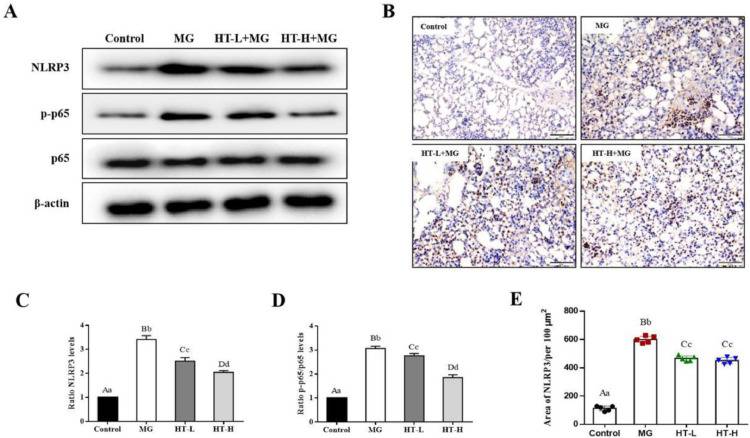 A
Control MG HT-L+MG HT-H+MG
NLRP3
p-p65
p65
β-actin
B
Control
MG
HT-L+MG
HT-H+MG
C
Ratio NLRP3 levels
4
3
2
1
0
Aa
Bb
Cc
Dd
Control MG HT-L HT-H
D
Ratio p-p65/p65 levels
4
3
2
1
0
Aa
Bb
Cc
Dd
Control MG HT-L HT-H
E
Area of NLRP3/per 100 μm²
800
600
400
200
0
Aa
Bb
Cc
Cc
Control MG HT-L HT-H